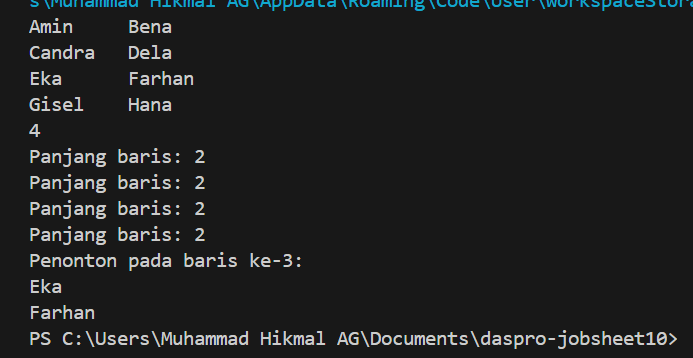 s\Muhammad Hikmal AG\AppData\Roaming\Code\User\workspaceStora
Amin    Bena
Candra  Dela
Eka     Farhan
Gisel   Hana
4
Panjang baris: 2
Panjang baris: 2
Panjang baris: 2
Panjang baris: 2
Penonton pada baris ke-3:
Eka
Farhan
PS C:\Users\Muhammad Hikmal AG\Documents\daspro-jobsheet10>